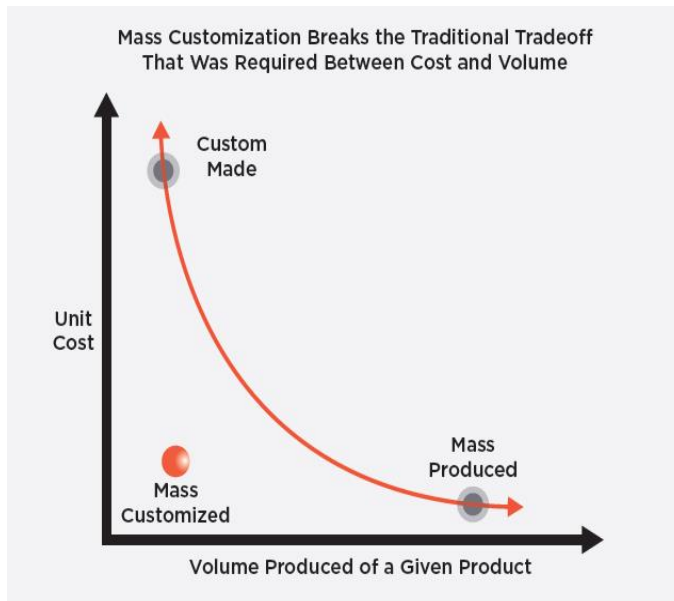 Mass Customization Breaks the Traditional Tradeoff
That Was Required Between Cost and Volume
Custom
Made
Unit
Cost
Mass
Produced
Mass
Customized
Volume Produced of a Given Product